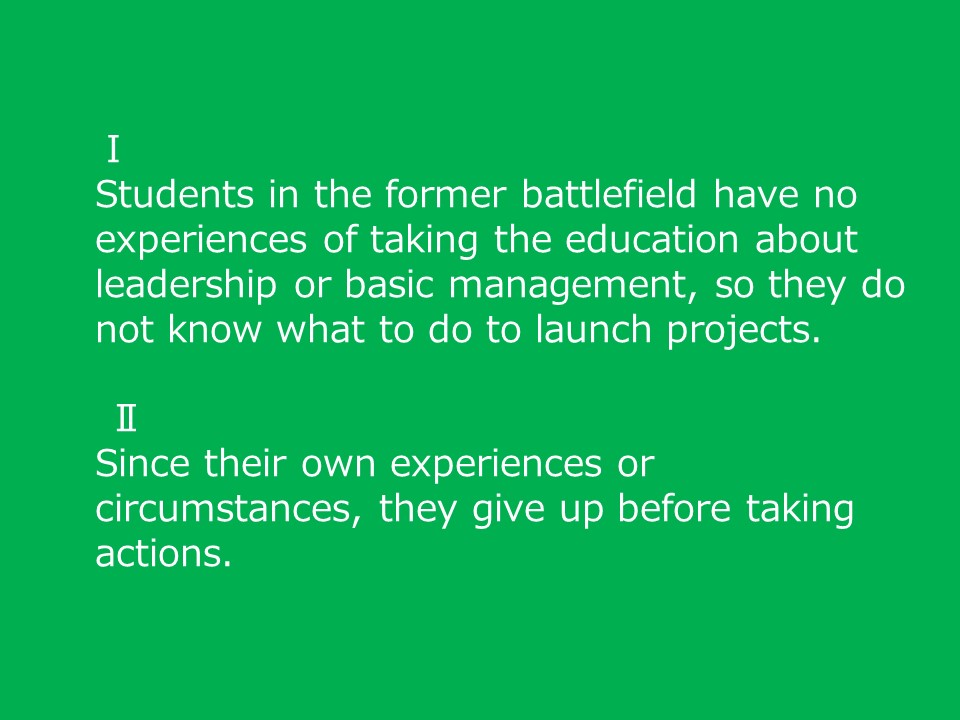 Ⅰ
Students in the former battlefield have no
experiences of taking the education about
leadership or basic management, so they do
not know what to do to launch projects.
Ⅱ
Since their own experiences or
circumstances, they give up before taking
actions.